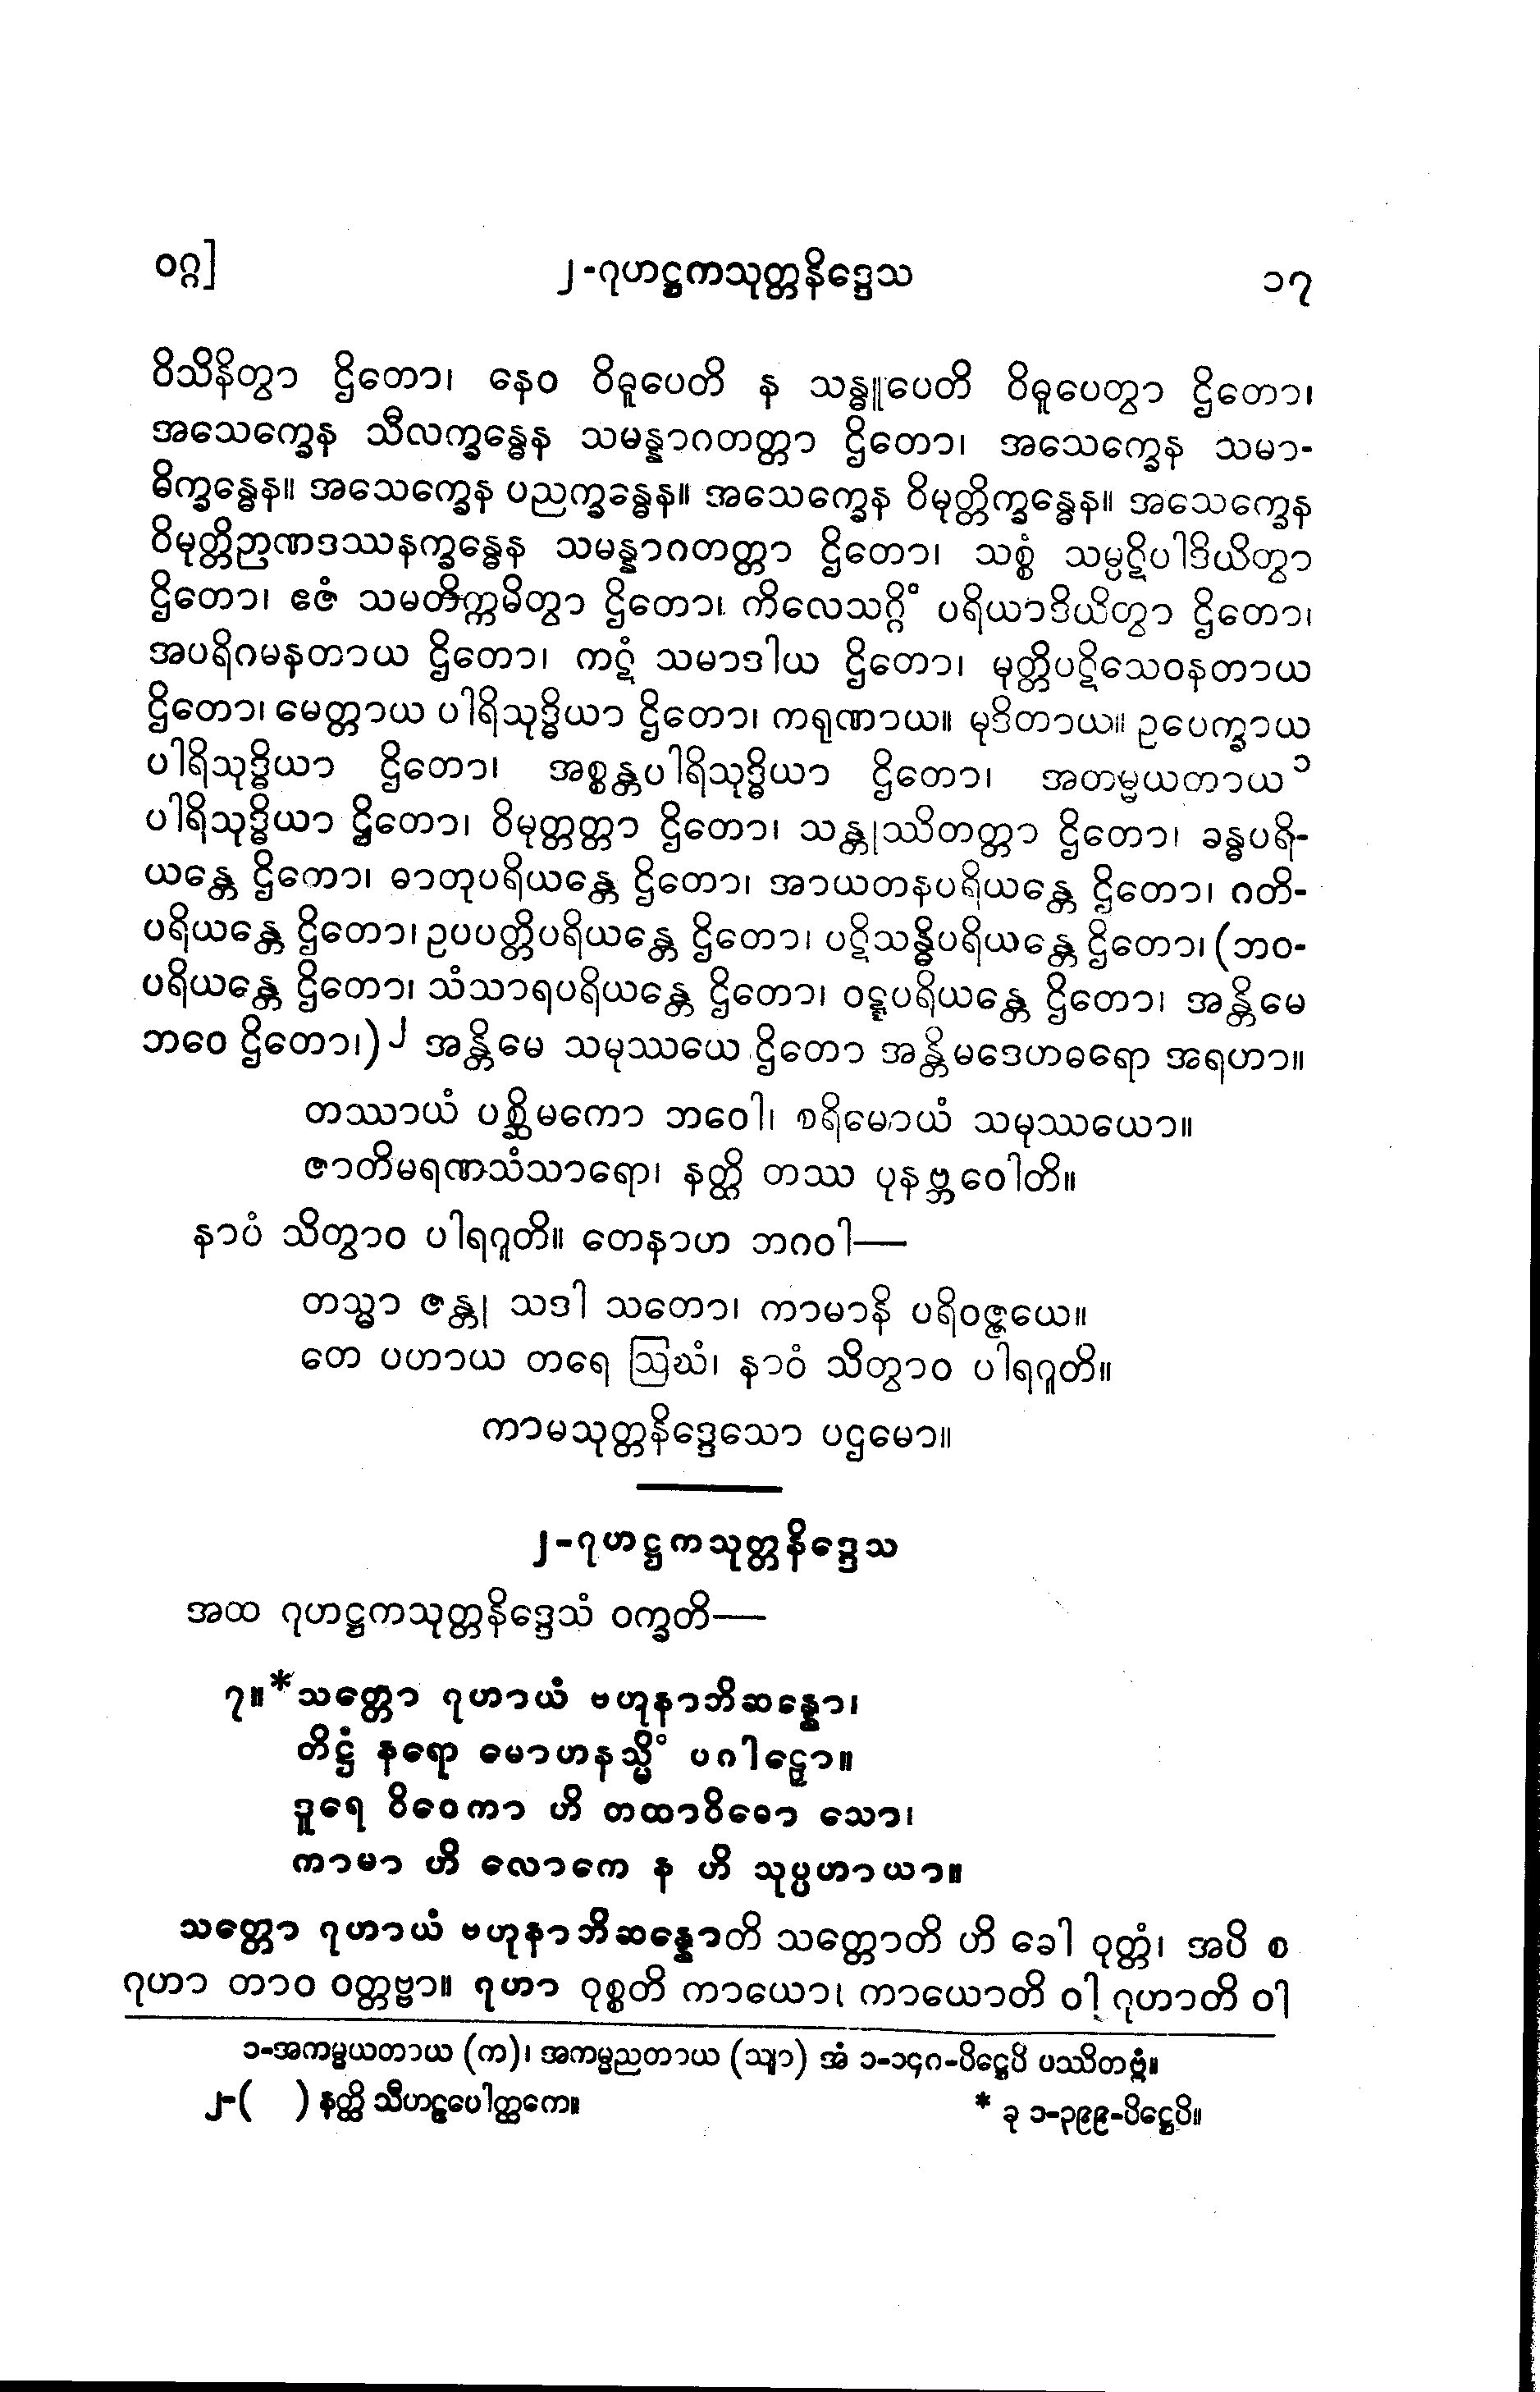 ဝဂ္ဂ] ၂-ဂုဟဋ္ဌကသုတ္တနိဒ္ဒေသ ၁၇
ဝိသိနိတွာ ဌိတော၊ နေဝ ဝိဓူပေတိ န သန္ဓူပေတိ ဝိဓူပေတွာ ဌိတော၊
အသေက္ခေန သီလက္ခန္ဓေန သမန္နာဂတတ္တာ ဌိတော၊ အသေက္ခေန သမာ-
ဓိက္ခန္ဓေန။ အသေက္ခေန ပညက္ခန္ဓေန။ အသေက္ခေန ဝိမုတ္တိက္ခန္ဓေန။ အသေက္ခေန
ဝိမုတ္တိဉာဏဒဿနက္ခန္ဓေန သမန္နာဂတတ္တာ ဌိတော၊ သစ္စံ သမ္ပဋိပါဒိယိတွာ
ဌိတော၊ ဧဇံ သမတိက္ကမိတွာ ဌိတော၊ ကိလေသဂ္ဂိံ ပရိယာဒိယိတွာ ဌိတော၊
အပရိဂမနတာယ ဌိတော၊ ကဋံ သမာဒါယ ဌိတော၊ မုတ္တိပဋိသေဝနတာယ
ဌိတော၊ မေတ္တာယ ပါရိသုဒ္ဓိယာ ဌိတော၊ ကရုဏာယ။ မုဒိတာယ။ ဥပေက္ခာယ
ပါရိသုဒ္ဓိယာ ဌိတော၊ အစ္စန္တပါရိသုဒ္ဓိယာ ဌိတော၊ အတမ္မယတာယ ၁
ပါရိသုဒ္ဓိယာ ဌိတော၊ ဝိမုတ္တတ္တာ ဌိတော၊ သန္တုဿိတတ္တာ ဌိတော၊ ခန္ဓပရိ-
ယန္တေ ဌိတော၊ ဓာတုပရိယန္တေ ဌိတော၊ အာယတနပရိယန္တေ ဌိတော၊ ဂတိ-
ပရိယန္တေ ဌိတော၊ ဥပပတ္တိပရိယန္တေ ဌိတော၊ ပဋိသန္ဓိပရိယန္တေ ဌိတော၊ (ဘဝ-
ပရိယန္တေ ဌိတော၊ သံသာရပရိယန္တေ ဌိတော၊ ဝဋ္ဋပရိယန္တေ ဌိတော၊ အန္တိမေ
ဘဝေ ဌိတော၊) ၂ အန္တိမေ သမုဿယေ ဌိတော အန္တိမဒေဟဓရော အရဟာ။
တဿာယံ ပစ္ဆိမကော ဘဝေါ၊ စရိမောယံ သမုဿယော။
ဇာတိမရဏသံသာရော၊ နတ္ထိ တဿ ပုနဗ္ဘဝေါတိ။
နာဝံ သိတွာဝ ပါရဂူတိ။ တေနာဟ ဘဂဝါ—
တသ္မာ ဇန္တု သဒါ သတော၊ ကာမာနိ ပရိဝဇ္ဇယေ။
တေ ပဟာယ တရေ ဩဃံ၊ နာဝံ သိတွာဝ ပါရဂူတိ။
ကာမသုတ္တနိဒ္ဒေသော ပဌမော။
၂-ဂုဟဋ္ဌကသုတ္တနိဒ္ဒေသ
အထ ဂုဟဋ္ဌကသုတ္တနိဒ္ဒေသံ ဝက္ခတိ—
၇။ *သတ္တော ဂုဟာယံ ဗဟုနာဘိဆန္နော၊
တိဋ္ဌံ နရော မောဟနသ္မိံ ပဂါဠှော။
ဒူရေ ဝိဝေကာ ဟိ တထာဝိဓော သော၊
ကာမာ ဟိ လောကေ န ဟိ သုပ္ပဟာယာ။
သတ္တော ဂုဟာယံ ဗဟုနာဘိဆန္နောတိ သတ္တောတိ ဟိ ခေါ ဝုတ္တံ၊ အပိ စ
ဂုဟာ တာဝ ဝတ္တဗ္ဗာ။ ဂုဟာ ဝုစ္စတိ ကာယော၊ ကာယောတိ ဝါ ဂုဟာတိ ဝါ
၁-အကမ္မယတာယ (က)၊ အကမ္မညတာယ (သျာ) အံ ၁-၁၄၈-ပိဋ္ဌေပိ ပဿိတဗ္ဗံ။
၂-( ) နတ္ထိ သီဟဠပေါတ္ထကေ။ * ခု ၁-၃၉၉-ပိဋ္ဌေပိ။